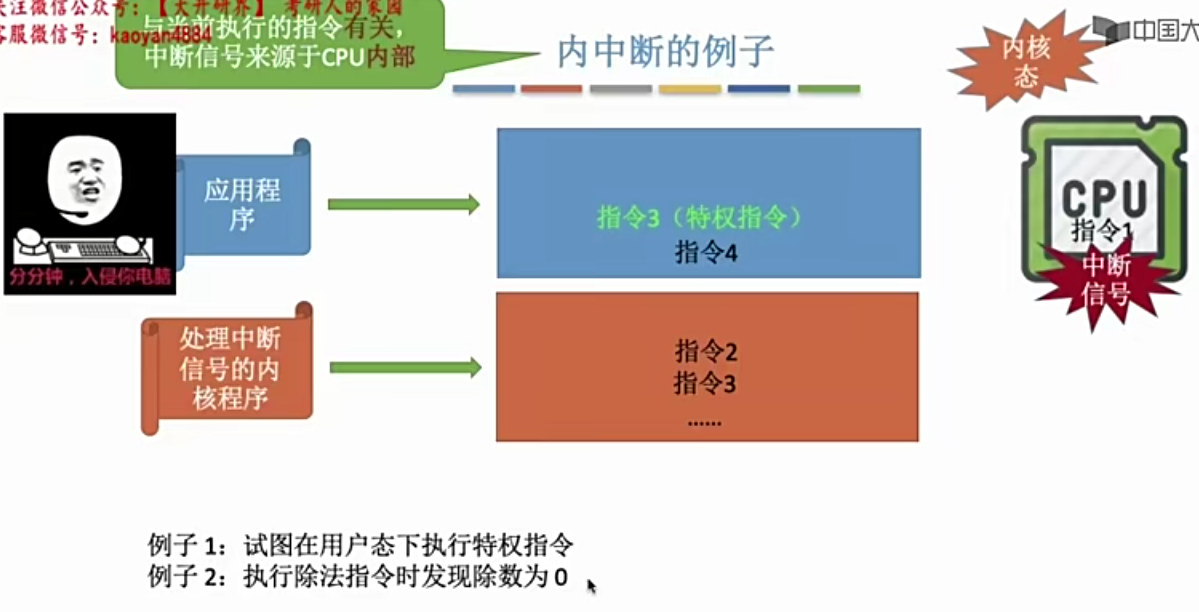 关注微信公众号：【大开研界】 考研人的家园
客服微信号：kaoyan4884
与当前执行的指令有关，
中断信号来源于CPU内部
内中断的例子
内核
态
中国大
分分钟，入侵你电脑
应用程
序
指令3（特权指令）
指令4
CPU
指令1
中断
信号
处理中断
信号的内
核程序
指令2
指令3
……
例子 1：试图在用户态下执行特权指令
例子 2：执行除法指令时发现除数为 0